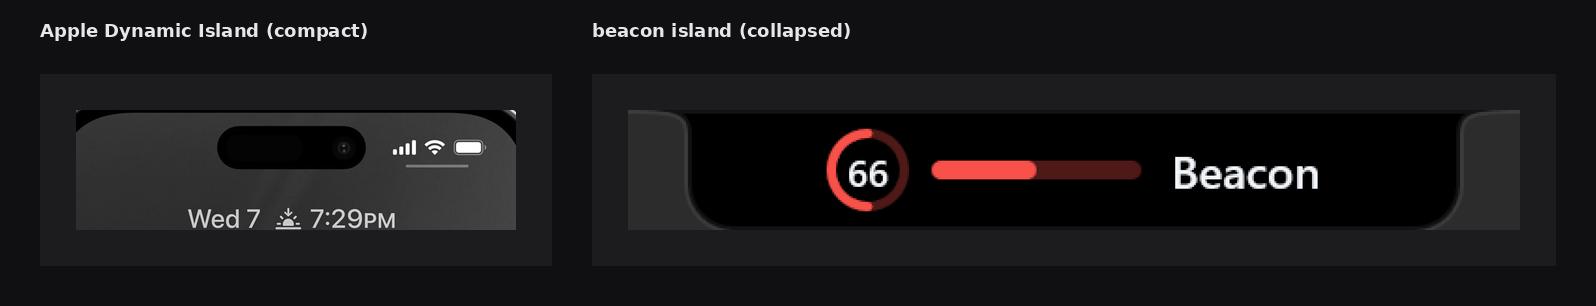 Apple Dynamic Island (compact)
beacon island (collapsed)
66 Beacon
Wed 7 7:29PM